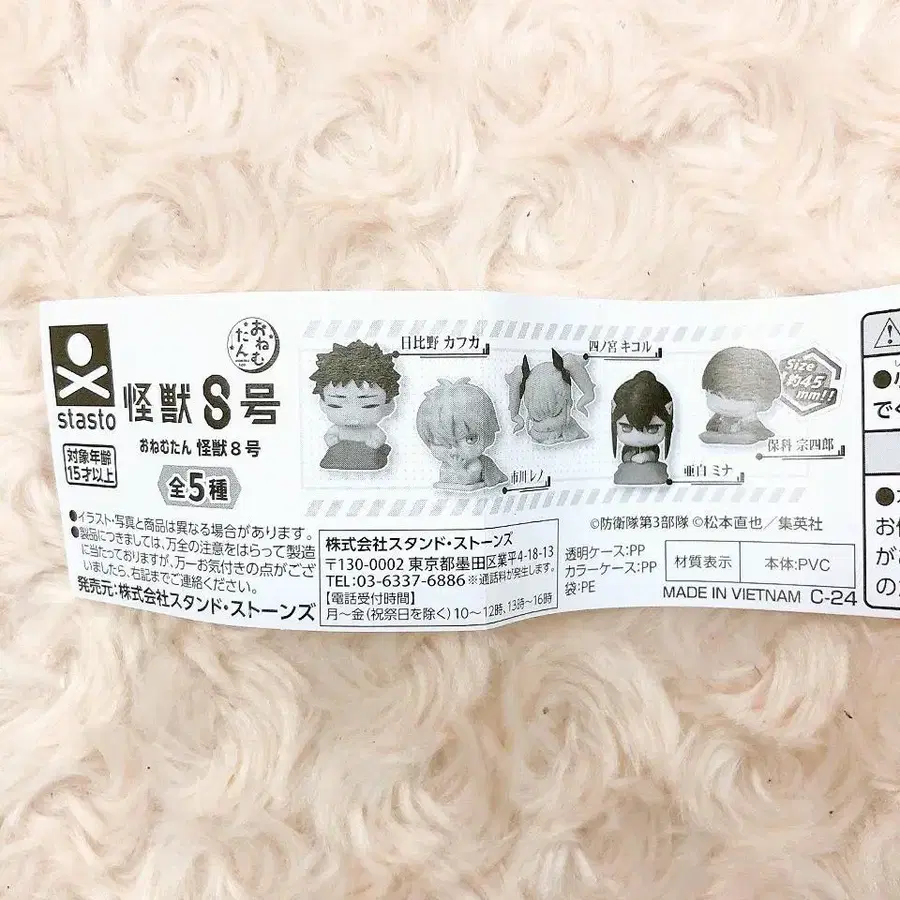 stasto
おねむたん
怪獣8号
おねむたん 怪獣8号
対象年齢
15才以上
全5種
日比野 カフカ
市川 レノ
四ノ宮 キコル
亜白 ミナ
保科 宗四郎
Size
約45
mm!!
●イラスト・写真と商品は異なる場合があります。
●製品につきましては、万全の注意をはらって製造
に当たっておりますが、万一お気付きの点がござ
いましたら、右記までご連絡ください。
発売元:株式会社スタンド・ストーンズ
株式会社スタンド・ストーンズ
〒130-0002 東京都墨田区業平4-18-13
TEL:03-6337-6886 ※通話料が発生します。
【電話受付時間】
月〜金(祝祭日を除く)10〜12時、13時〜16時
©防衛隊第3部隊 ©松本直也/集英社
透明ケース:PP
カラーケース:PP
袋:PE
材質表示 本体:PVC
MADE IN VIETNAM C-24
でく
お
の